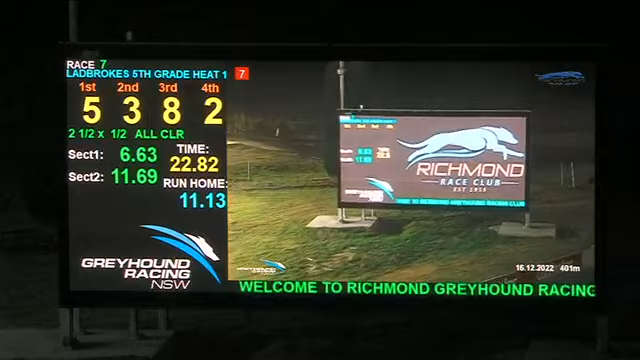 RACE 7
LADBROKES 5TH GRADE HEAT 1 7
1st 2nd 3rd 4th
5 3 8 2
2 1/2 x 1/2 ALL CLR
Sect1: 6.63 TIME:
22.82
Sect2: 11.69 RUN HOME:
11.13
GREYHOUND
RACING
NSW
RICHMOND
RACE CLUB
EST 1956
16.12.2022 401m
WELCOME TO RICHMOND GREYHOUND RACING